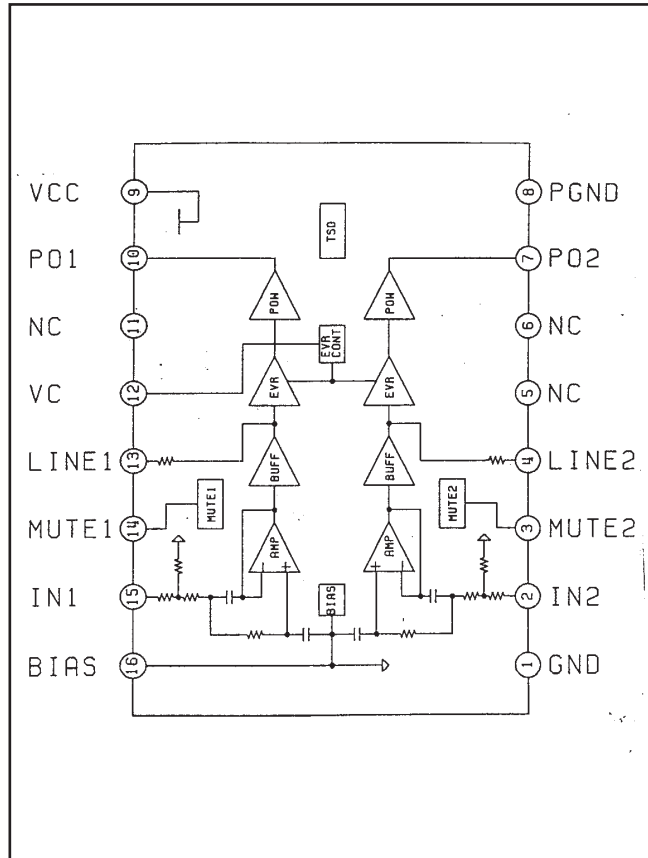 VCC 9
8 PGND
TSD
PO1 10
7 PO2
POW
POW
NC 11
6 NC
EVR CONT
VC 12
5 NC
EVR
EVR
LINE1 13
4 LINE2
BUFF
BUFF
MUTE1 14
MUTE1
MUTE2
3 MUTE2
AMP
- +
AMP
+ -
IN1 15
2 IN2
BIAS
BIAS 16
1 GND